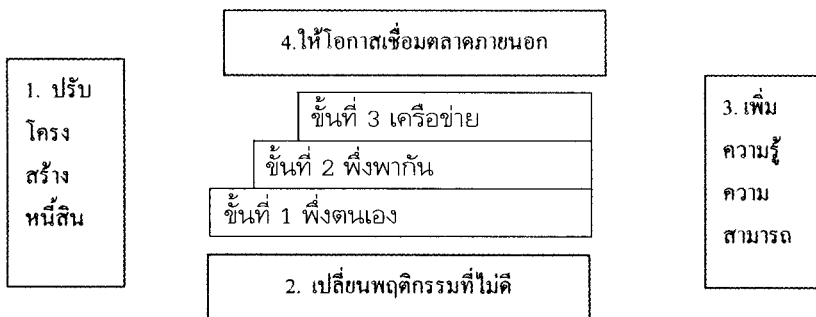 4.ให้โอกาสเชื่อมตลาดภายนอก
1. ปรับ
โครง
สร้าง
หนี้สิน
ขั้นที่ 3 เครือข่าย
ขั้นที่ 2 พึ่งพากัน
ขั้นที่ 1 พึ่งตนเอง
3. เพิ่ม
ความรู้
ความ
สามารถ
2. เปลี่ยนพฤติกรรมที่ไม่ดี